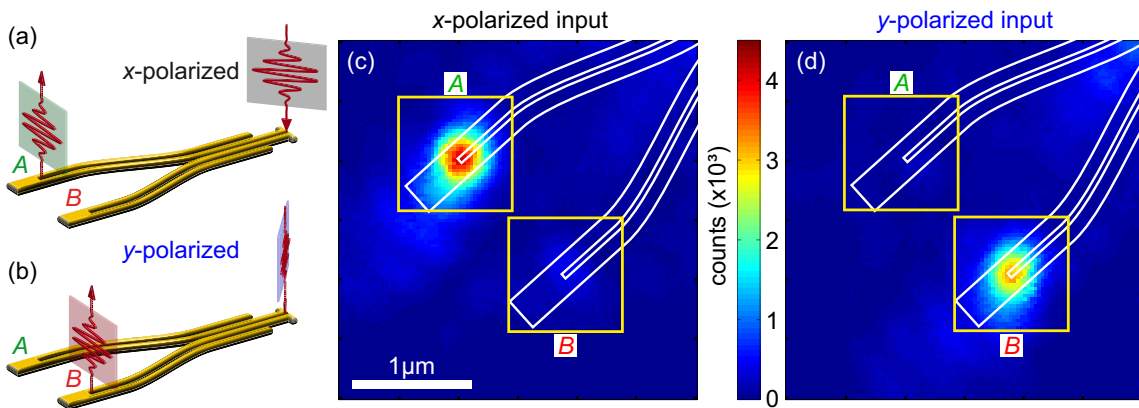 (a)
x-polarized
A
B
(b)
y-polarized
A
B
x-polarized input
(c)
A
B
1μm
counts (x10³)
4
3
2
1
0
y-polarized input
(d)
A
B